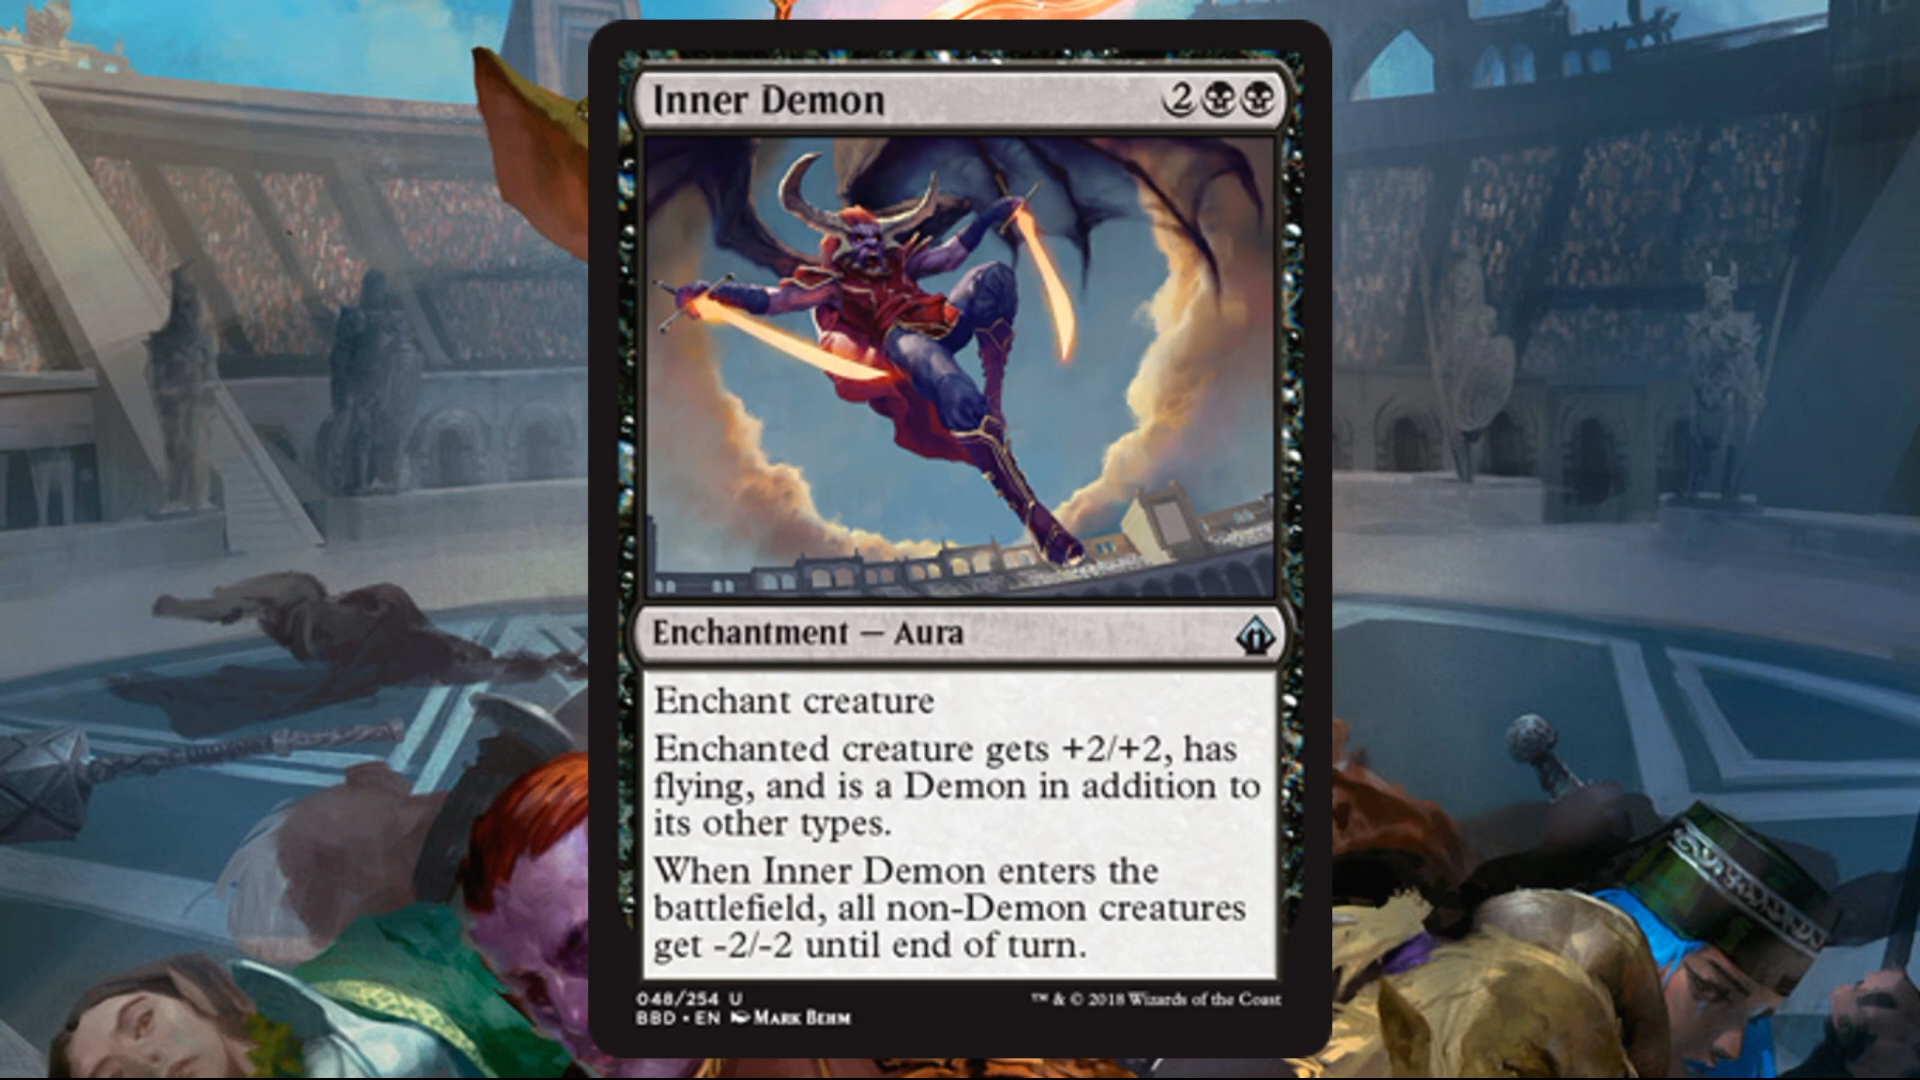 Inner Demon 2
Enchantment — Aura
Enchant creature
Enchanted creature gets +2/+2, has
flying, and is a Demon in addition to
its other types.
When Inner Demon enters the
battlefield, all non-Demon creatures
get -2/-2 until end of turn.
048/254 U
™ & © 2018 Wizards of the Coast
BBD • EN Mark Behm